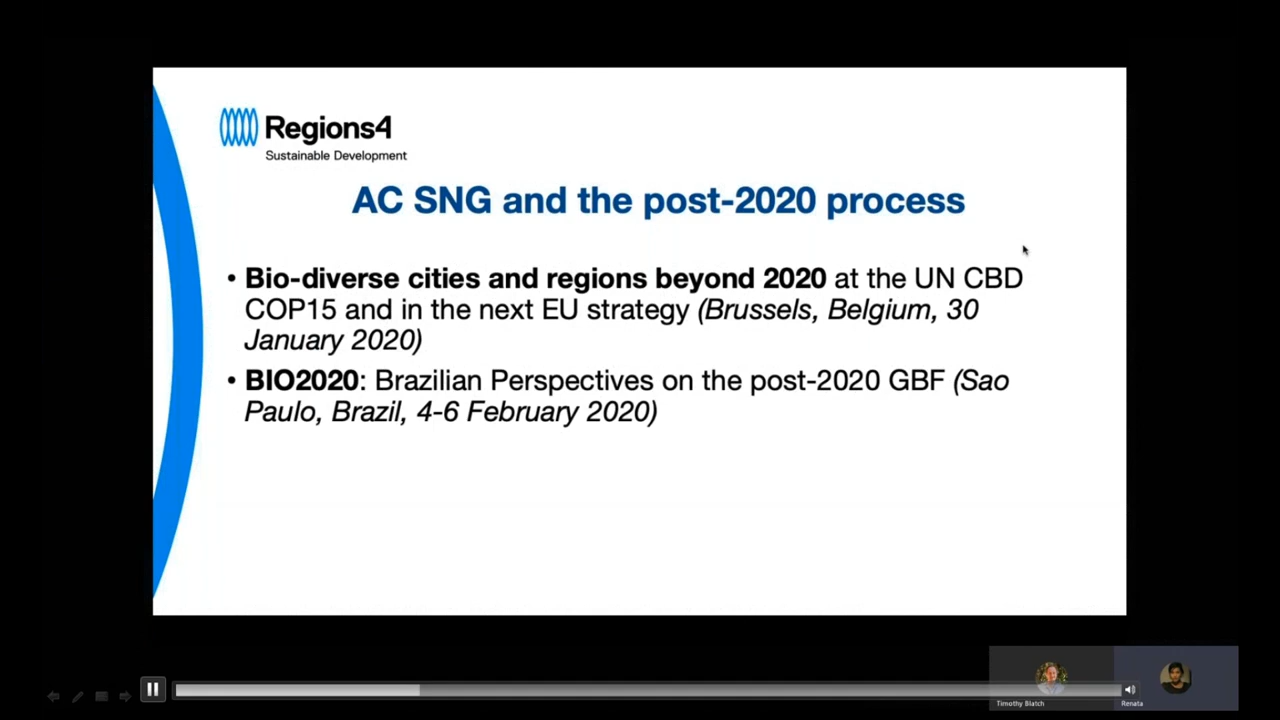 Regions4
Sustainable Development
AC SNG and the post-2020 process
• Bio-diverse cities and regions beyond 2020 at the UN CBD
COP15 and in the next EU strategy (Brussels, Belgium, 30
January 2020)
• BIO2020: Brazilian Perspectives on the post-2020 GBF (Sao
Paulo, Brazil, 4-6 February 2020)
Timothy Blatch
Renata